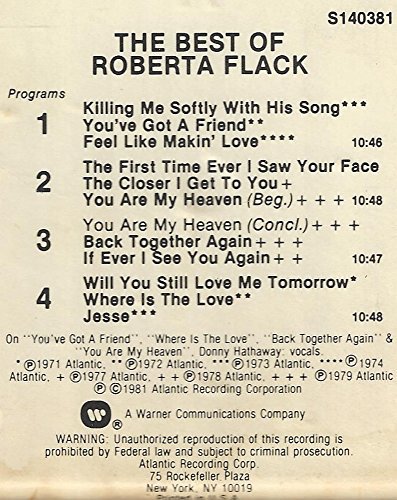 S140381
THE BEST OF
ROBERTA FLACK
Programs
1 Killing Me Softly With His Song***
You've Got A Friend**
Feel Like Makin' Love**** 10:46
2 The First Time Ever I Saw Your Face
The Closer I Get To You+
You Are My Heaven (Beg.) + + + 10:48
3 You Are My Heaven (Concl.) + + +
Back Together Again + + +
If Ever I See You Again + + 10:47
4 Will You Still Love Me Tomorrow*
Where Is The Love**
Jesse*** 10:48
On "You've Got A Friend", "Where Is The Love", "Back Together Again" &
"You Are My Heaven", Donny Hathaway: vocals.
* ℗1971 Atlantic, ** ℗1972 Atlantic, *** ℗1973 Atlantic, **** ℗1974
Atlantic, + ℗1977 Atlantic, + + ℗1978 Atlantic, + + + ℗1979 Atlantic
℗ ©1981 Atlantic Recording Corporation
A Warner Communications Company
WARNING: Unauthorized reproduction of this recording is
prohibited by Federal law and subject to criminal prosecution.
Atlantic Recording Corp.
75 Rockefeller Plaza
New York, NY 10019
Printed in U.S.A.